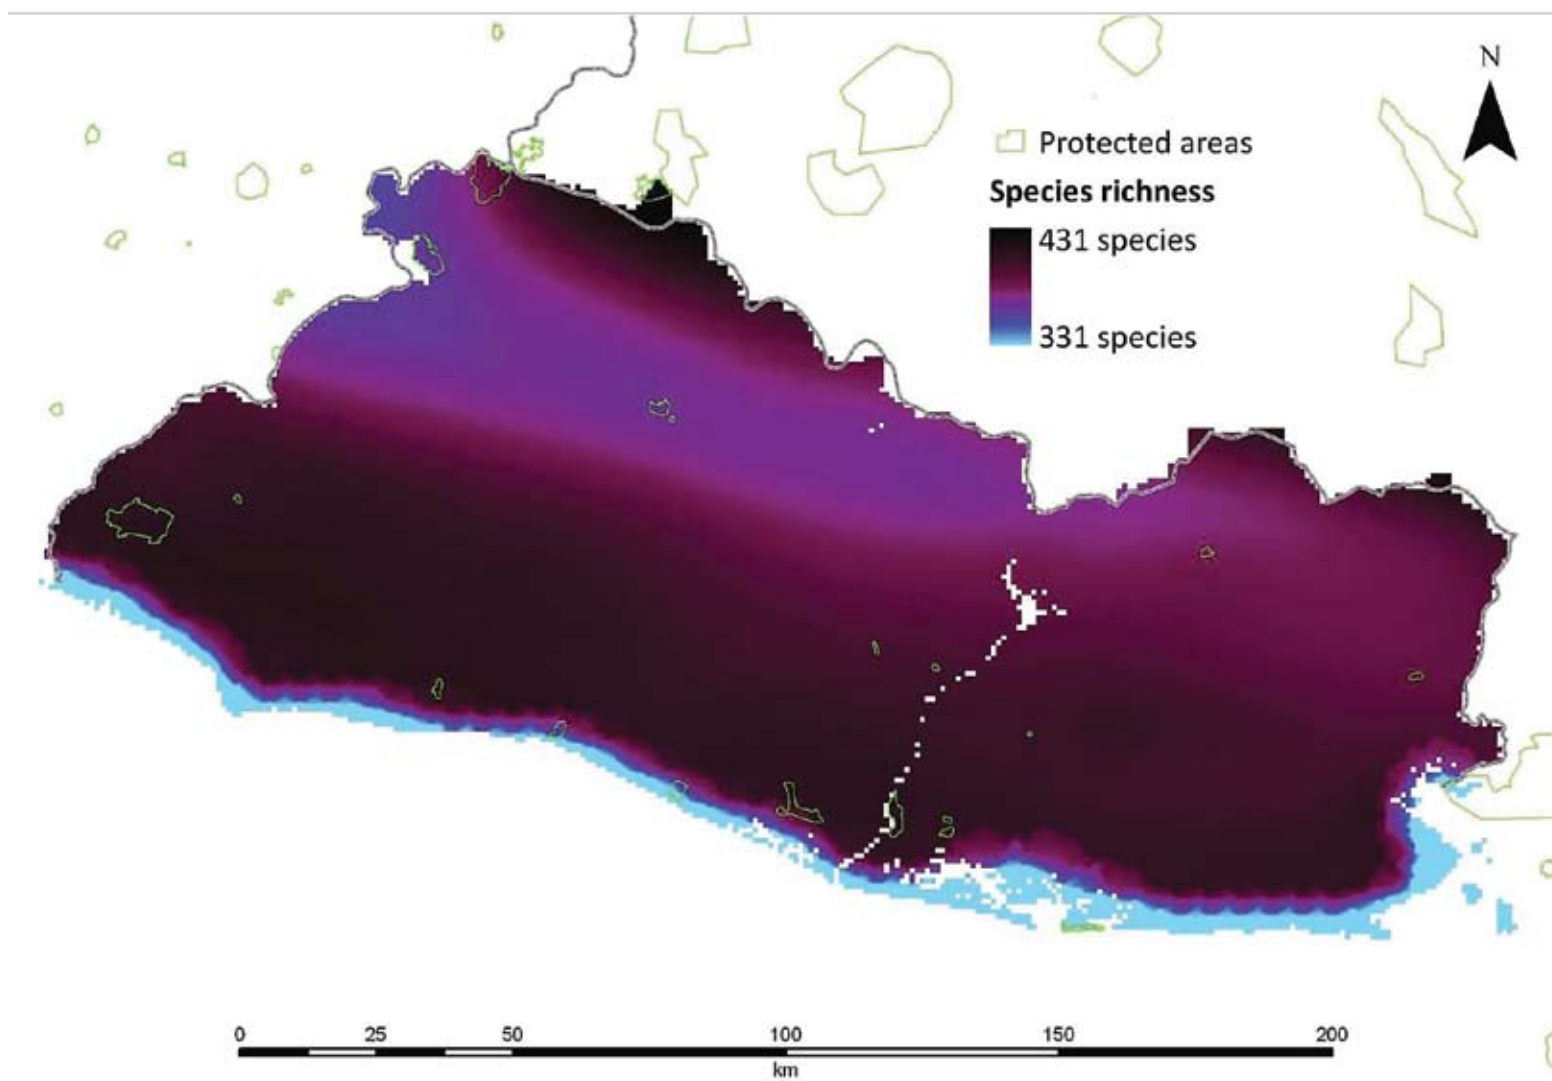 N
Protected areas
Species richness
431 species
331 species
0 25 50 100 150 200
km